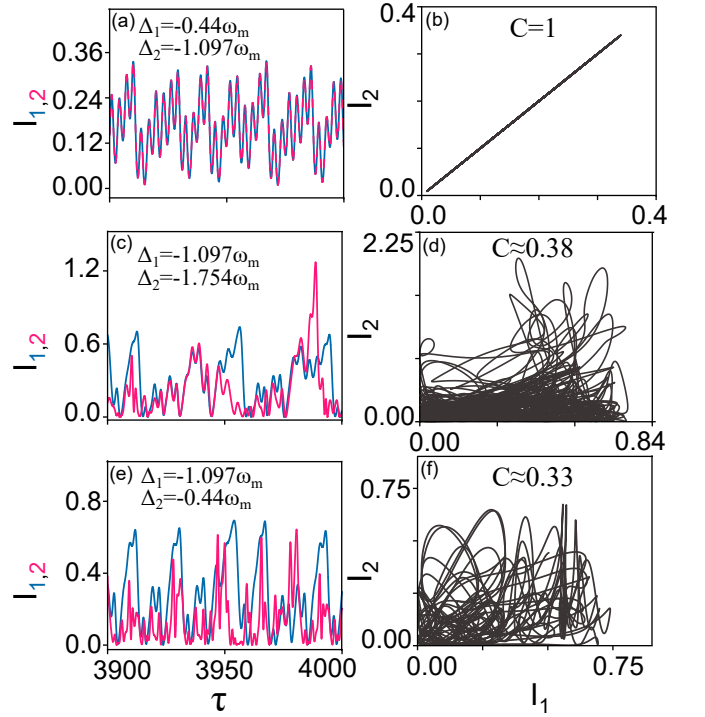 (a)
Δ₁=-0.44ωₘ
Δ₂=-1.097ωₘ
0.36
0.24
0.12
0.00
I₁,₂
(b)
C=1
0.4
0.0
I₂
0.0
0.4
(c)
Δ₁=-1.097ωₘ
Δ₂=-1.754ωₘ
1.2
0.6
0.0
I₁,₂
(d)
C≈0.38
2.25
0.00
I₂
0.00
0.84
(e)
Δ₁=-1.097ωₘ
Δ₂=-0.44ωₘ
0.8
0.4
0.0
I₁,₂
3900
3950
4000
τ
(f)
C≈0.33
0.75
0.00
I₂
0.00
0.75
I₁